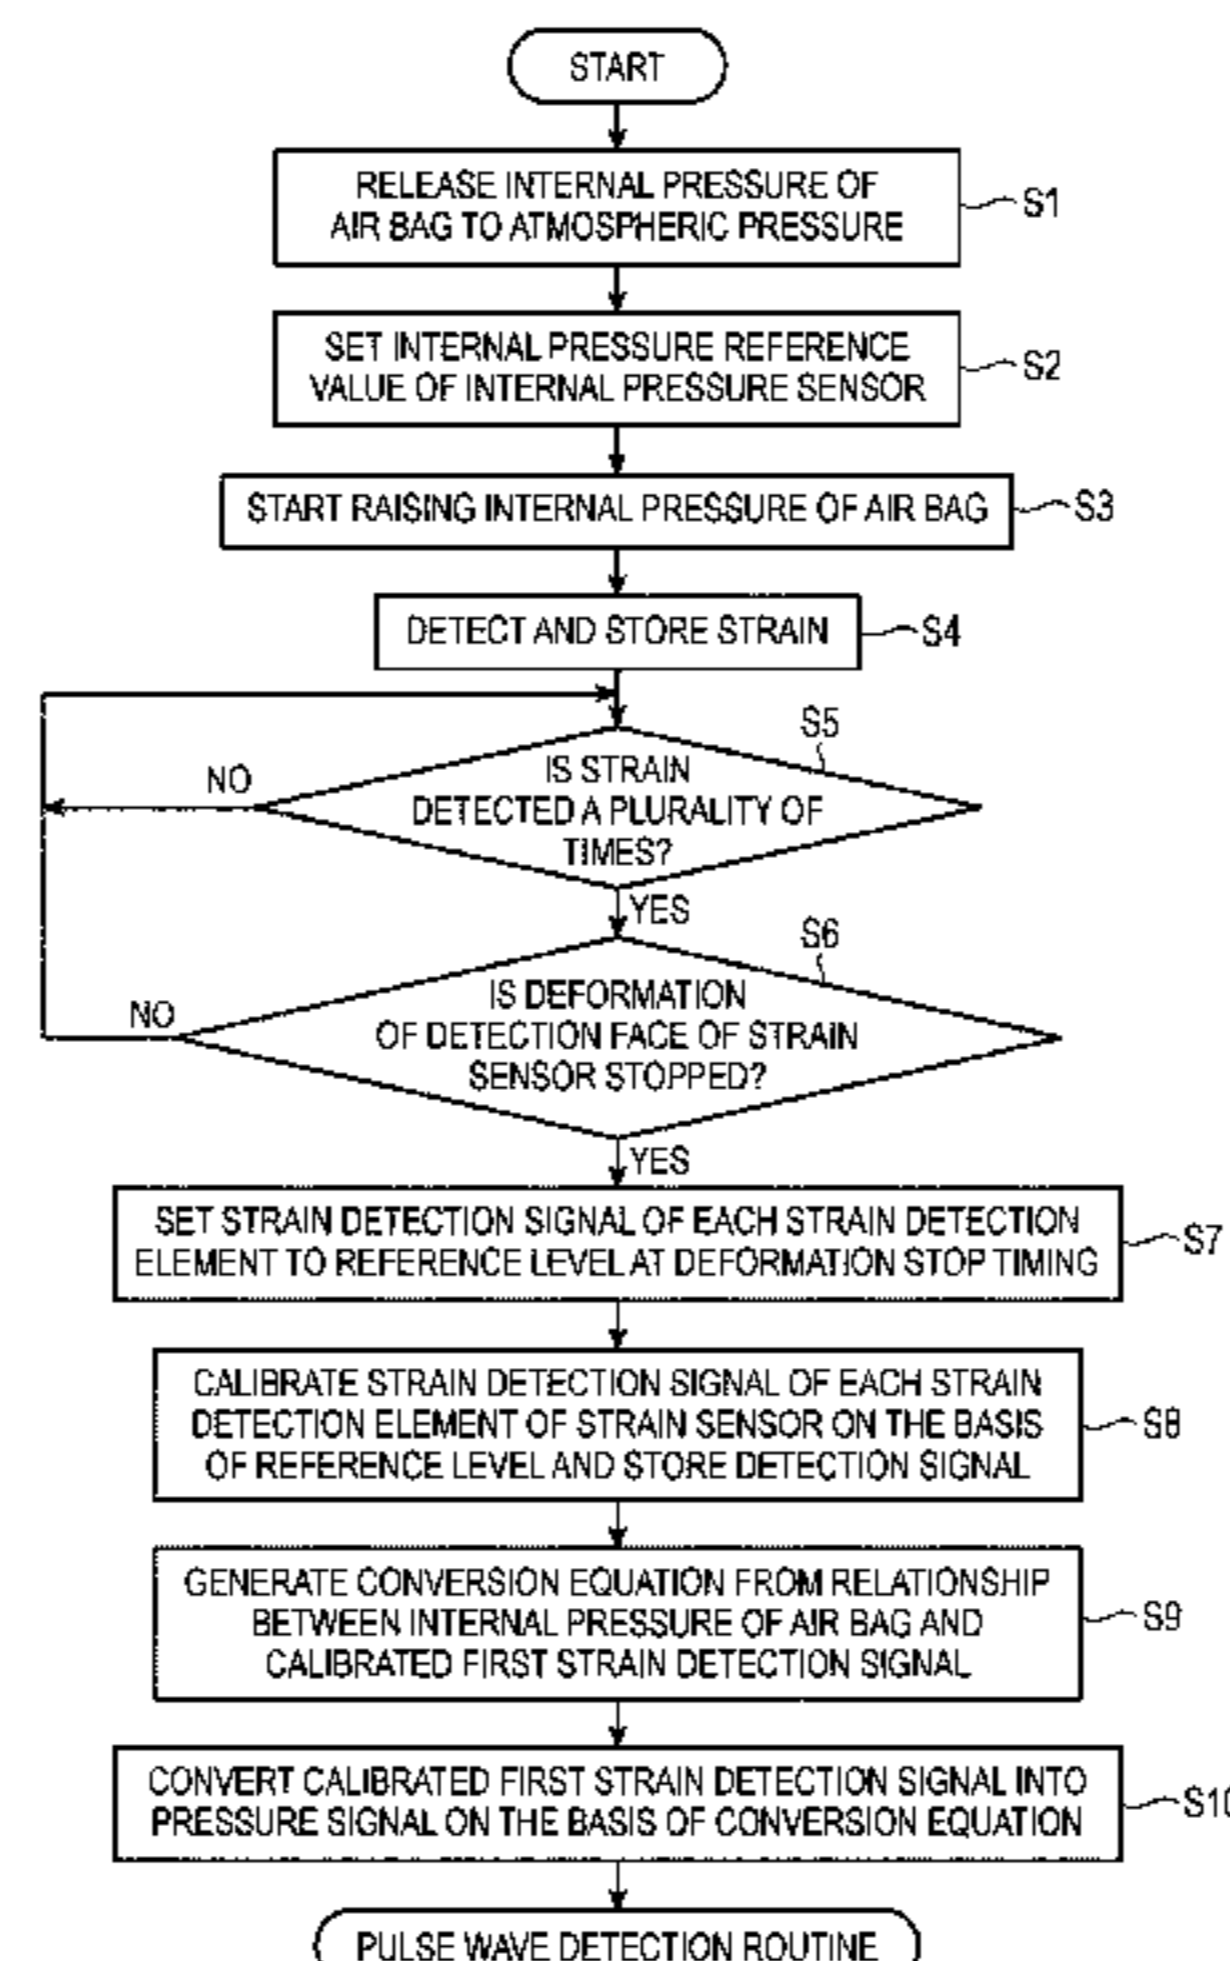 START
RELEASE INTERNAL PRESSURE OF
AIR BAG TO ATMOSPHERIC PRESSURE
S1
SET INTERNAL PRESSURE REFERENCE
VALUE OF INTERNAL PRESSURE SENSOR
S2
START RAISING INTERNAL PRESSURE OF AIR BAG
S3
DETECT AND STORE STRAIN
S4
S5
IS STRAIN
DETECTED A PLURALITY OF
TIMES?
NO
YES
S6
IS DEFORMATION
OF DETECTION FACE OF STRAIN
SENSOR STOPPED?
NO
YES
SET STRAIN DETECTION SIGNAL OF EACH STRAIN DETECTION
ELEMENT TO REFERENCE LEVEL AT DEFORMATION STOP TIMING
S7
CALIBRATE STRAIN DETECTION SIGNAL OF EACH STRAIN
DETECTION ELEMENT OF STRAIN SENSOR ON THE BASIS
OF REFERENCE LEVEL AND STORE DETECTION SIGNAL
S8
GENERATE CONVERSION EQUATION FROM RELATIONSHIP
BETWEEN INTERNAL PRESSURE OF AIR BAG AND
CALIBRATED FIRST STRAIN DETECTION SIGNAL
S9
CONVERT CALIBRATED FIRST STRAIN DETECTION SIGNAL INTO
PRESSURE SIGNAL ON THE BASIS OF CONVERSION EQUATION
S10
PULSE WAVE DETECTION ROUTINE